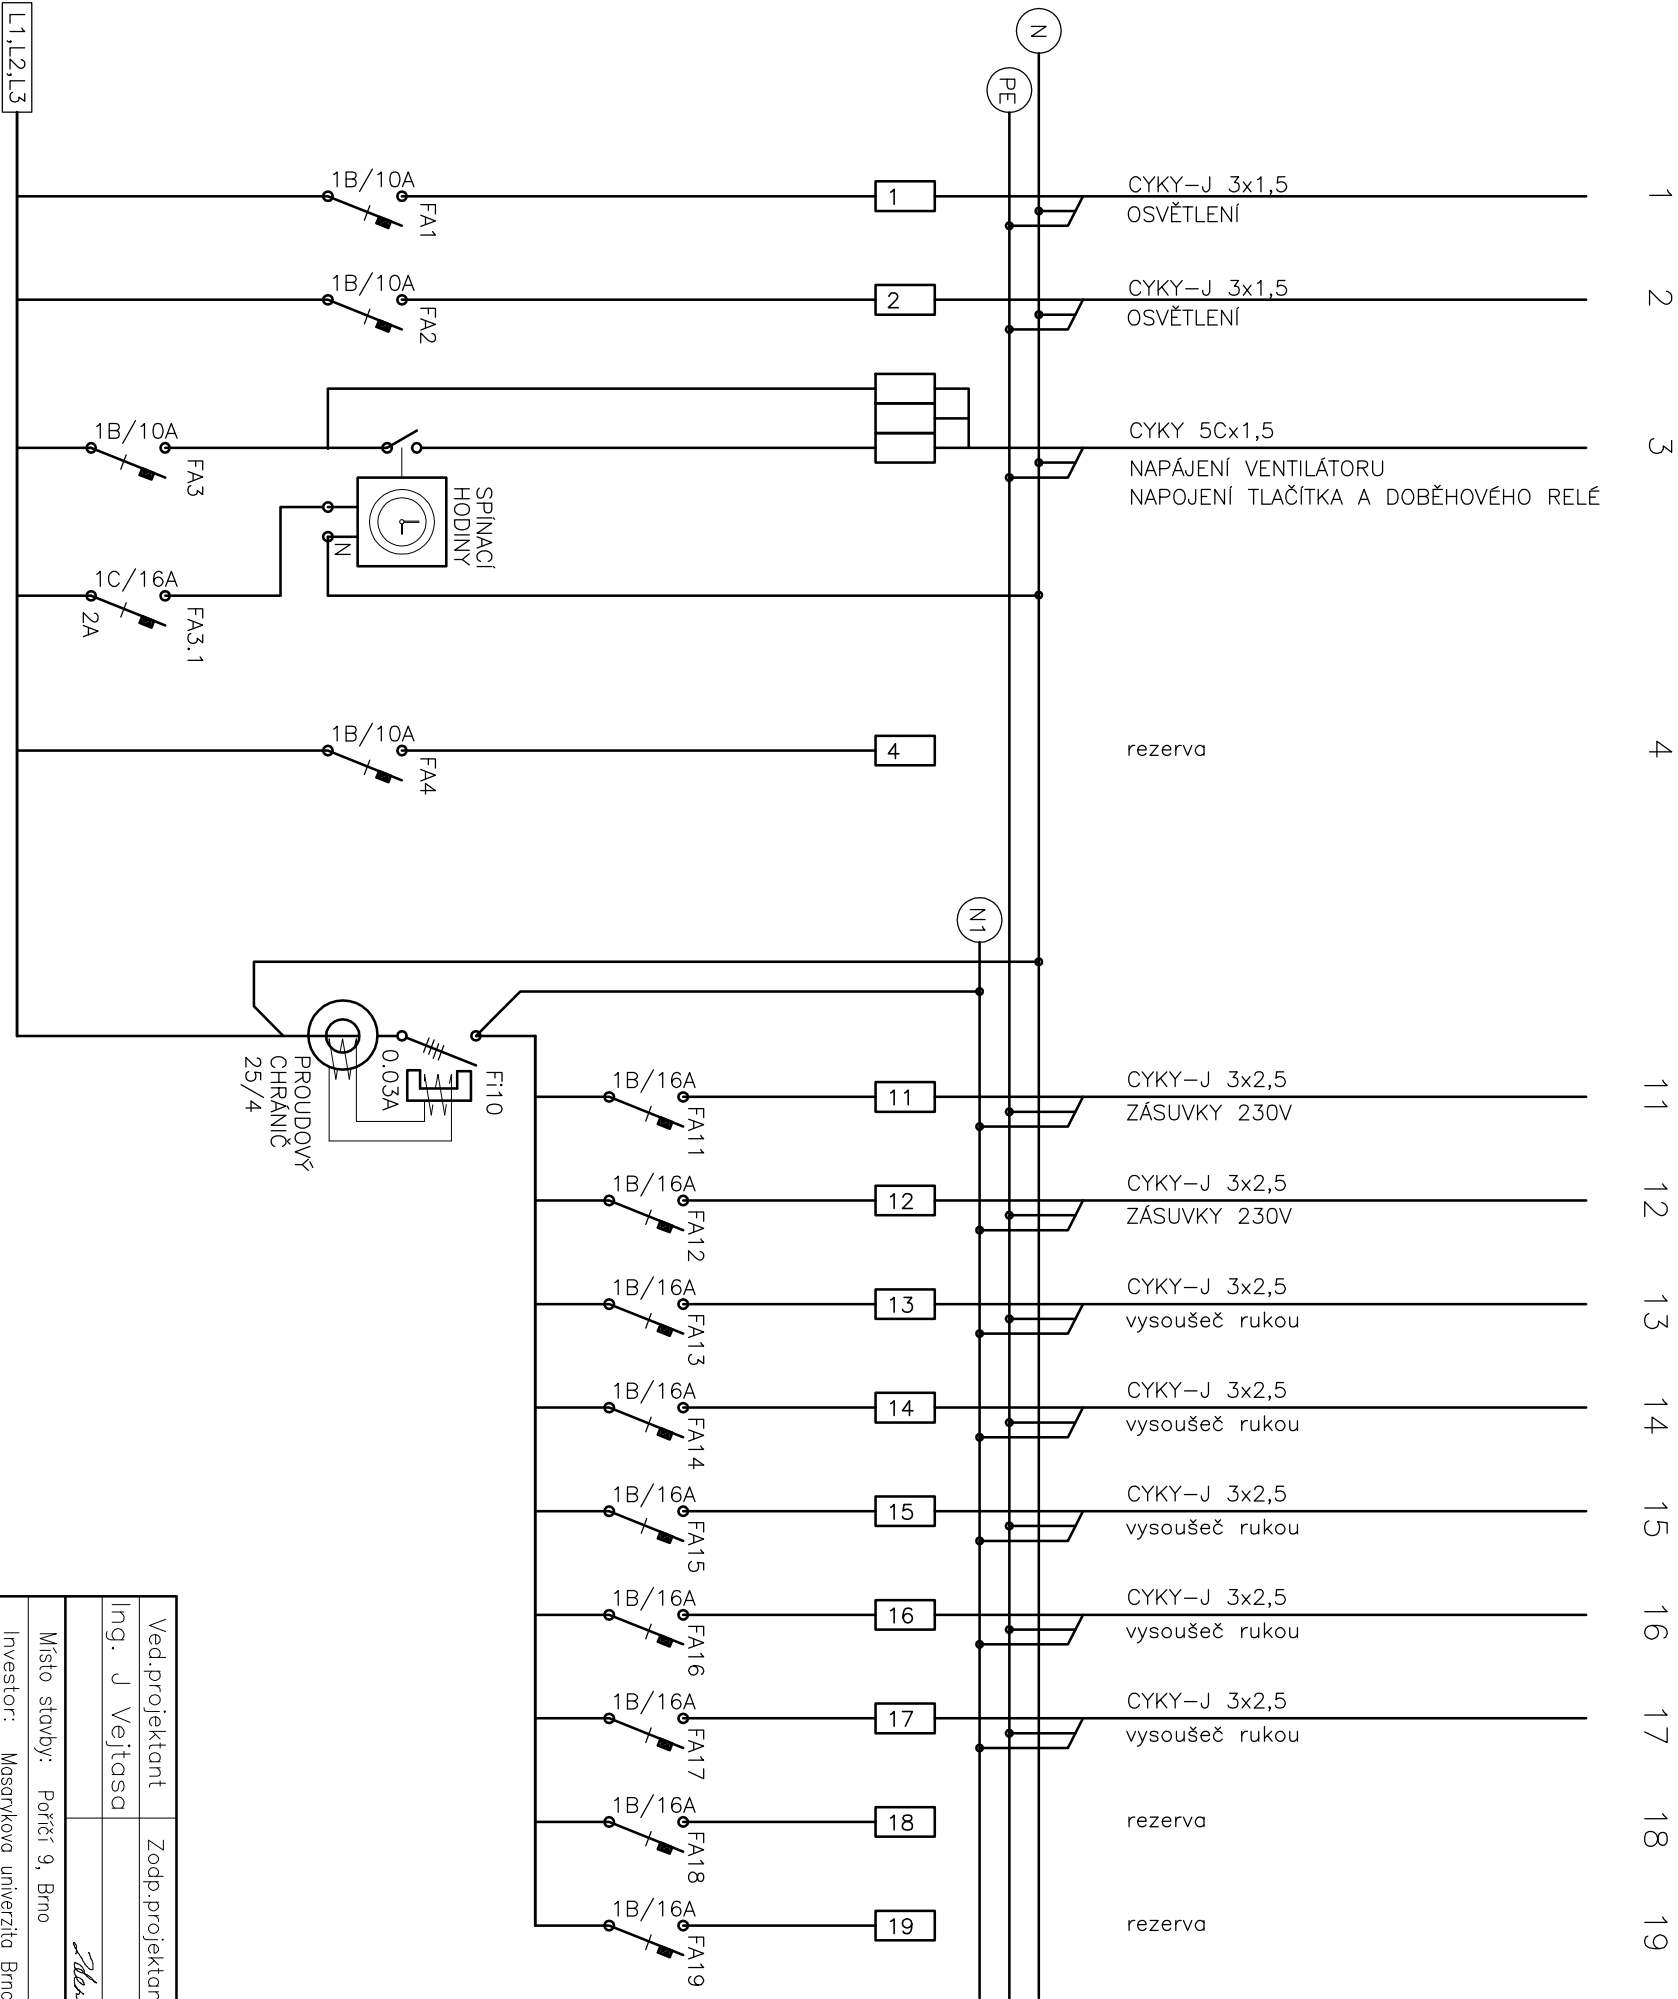 L1,L2,L3
N
PE
1B/10A
FA1
1
CYKY-J 3x1,5
OSVĚTLENÍ
1
1B/10A
FA2
2
CYKY-J 3x1,5
OSVĚTLENÍ
2
1B/10A
FA3
CYKY 5Cx1,5
NAPÁJENÍ VENTILÁTORU
NAPOJENÍ TLAČÍTKA A DOBĚHOVÉHO RELÉ
3
SPÍNACÍ
HODINY
N
1C/16A
FA3.1
2A
1B/10A
FA4
4
rezerva
4
N1
Fi10
0.03A
PROUDOVÝ
CHRÁNIČ
25/4
1B/16A
FA11
11
CYKY-J 3x2,5
ZÁSUVKY 230V
11
1B/16A
FA12
12
CYKY-J 3x2,5
ZÁSUVKY 230V
12
1B/16A
FA13
13
CYKY-J 3x2,5
vysoušeč rukou
13
1B/16A
FA14
14
CYKY-J 3x2,5
vysoušeč rukou
14
1B/16A
FA15
15
CYKY-J 3x2,5
vysoušeč rukou
15
1B/16A
FA16
16
CYKY-J 3x2,5
vysoušeč rukou
16
1B/16A
FA17
17
CYKY-J 3x2,5
vysoušeč rukou
17
1B/16A
FA18
18
rezerva
18
1B/16A
FA19
19
rezerva
19
Ved.projektant
Zodp.projektan
Ing. J Vejtasa
Místo stavby: Poříčí 9, Brno
Investor: Masarykova univerzita Brno